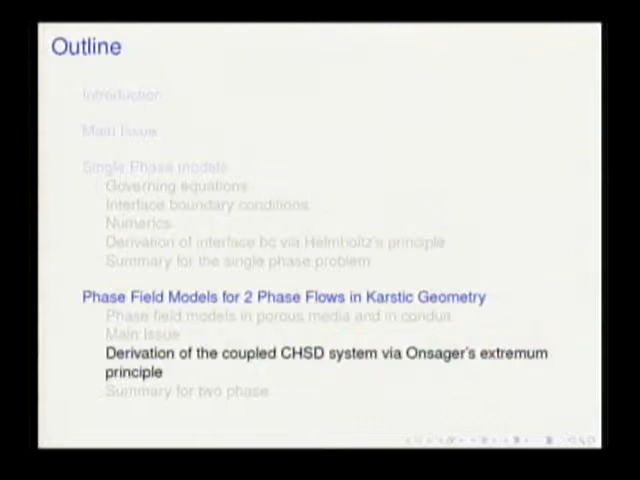 Outline
Introduction
Main Issue
Single Phase models
Governing equations
Interface boundary conditions
Numerics
Derivation of interface bc via Helmholtz's principle
Summary for the single phase problem
Phase Field Models for 2 Phase Flows in Karstic Geometry
Phase field models in porous media and in conduit
Main Issue
Derivation of the coupled CHSD system via Onsager's extremum
principle
Summary for two phase